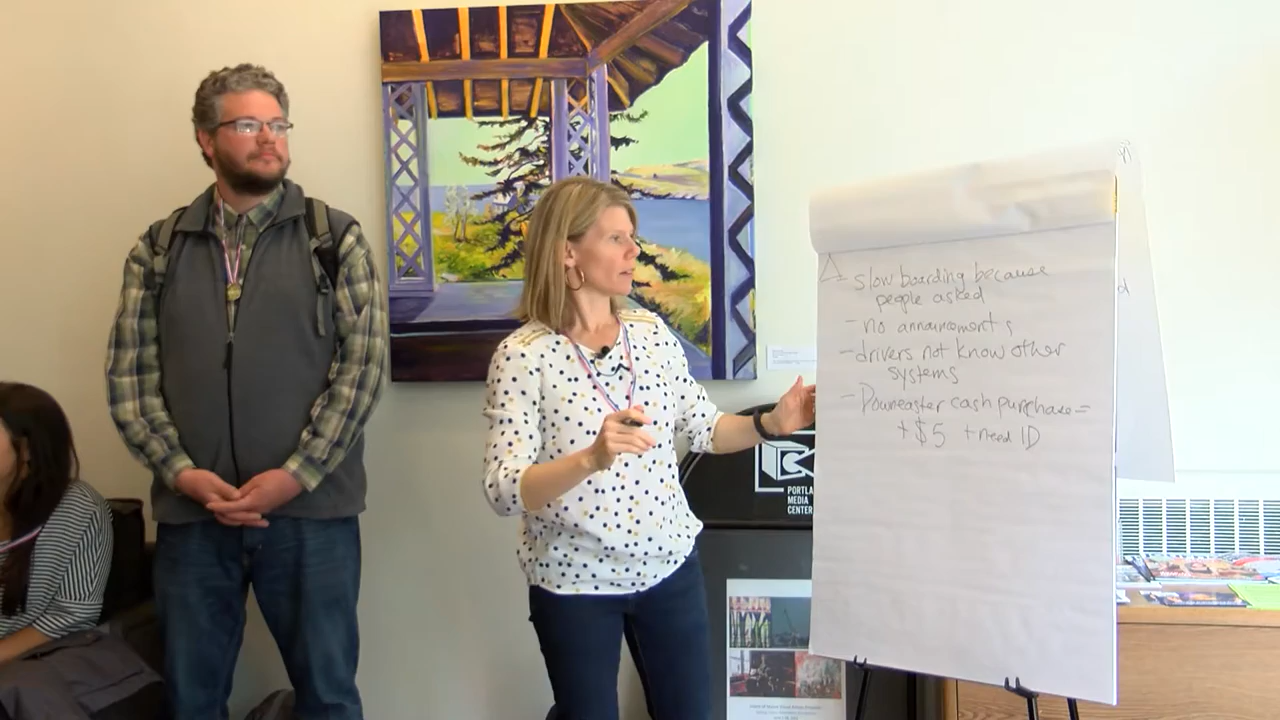 Δ - slow boarding because
people asked
- no announcements
- drivers not know other
systems
- Downeaster cash purchase =
+ $5 + need ID
PORTLA
MEDIA
CENTER